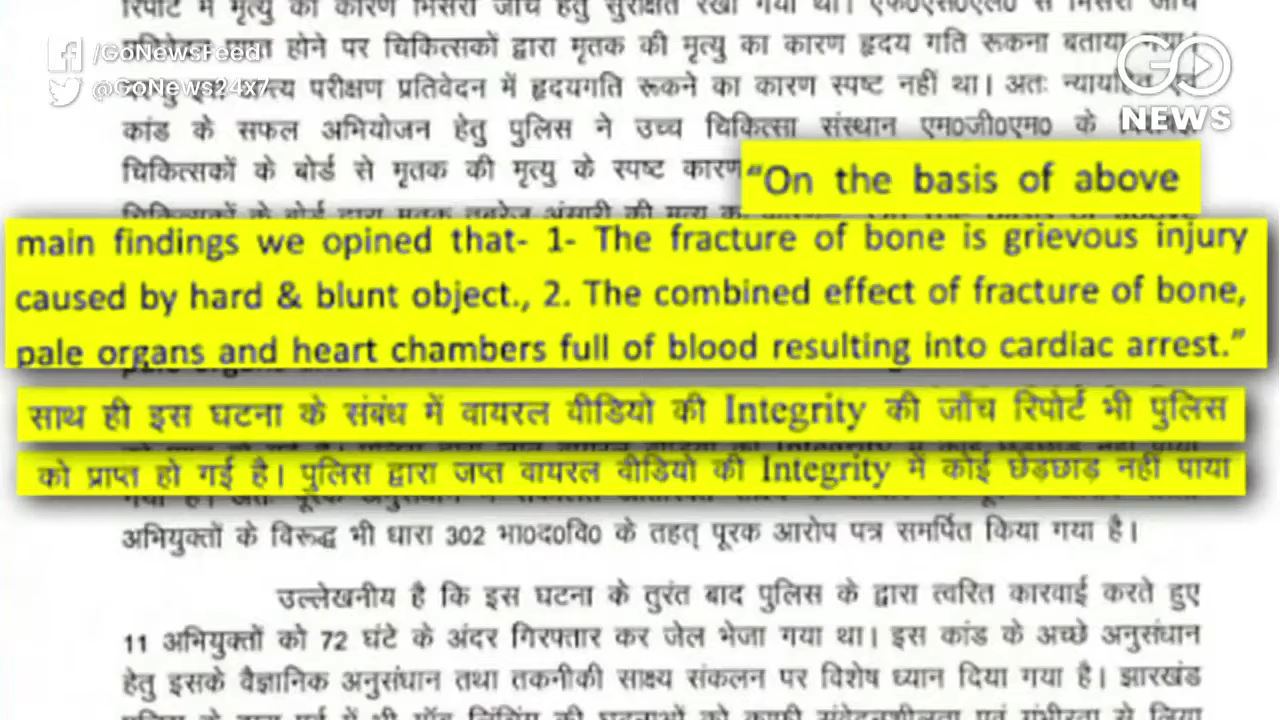 /GoNewsFeed
@GoNews24x7
GO
NEWS
रिपोर्ट में मृत्यु का कारण भिसरा जाँच हेतु सुरक्षित रखा गया था। एफ0एस0एल0 से भिसरा जाँच
होने पर चिकित्सकों द्वारा मृतक की मृत्यु का कारण हृदय गति रूकना बताया गया।
परीक्षण प्रतिवेदन में हृदयगति रूकने का कारण स्पष्ट नहीं था। अतः
कांड के सफल अभियोजन हेतु पुलिस ने उच्च चिकित्सा संस्थान एम0जी0एम0 के
चिकित्सकों के बोर्ड से मृतक की मृत्यु के स्पष्ट कारण
“On the basis of above
main findings we opined that- 1- The fracture of bone is grievous injury
caused by hard & blunt object., 2. The combined effect of fracture of bone,
pale organs and heart chambers full of blood resulting into cardiac arrest.”
साथ ही इस घटना के संबंध में वायरल वीडियो की Integrity की जाँच रिपोर्ट भी पुलिस
को प्राप्त हो गई है। पुलिस द्वारा जप्त वायरल वीडियो की Integrity में कोई छेड़छाड़ नहीं पाया
अभियुक्तों के विरूद्ध भी धारा 302 भा0द0वि0 के तहत् पूरक आरोप पत्र समर्पित किया गया है।
उल्लेखनीय है कि इस घटना के तुरंत बाद पुलिस के द्वारा त्वरित कारवाई करते हुए
11 अभियुक्तों को 72 घंटे के अंदर गिरफ्तार कर जेल भेजा गया था। इस कांड के अच्छे अनुसंधान
हेतु इसके वैज्ञानिक अनुसंधान तथा तकनीकी साक्ष्य संकलन पर विशेष ध्यान दिया गया है। झारखंड